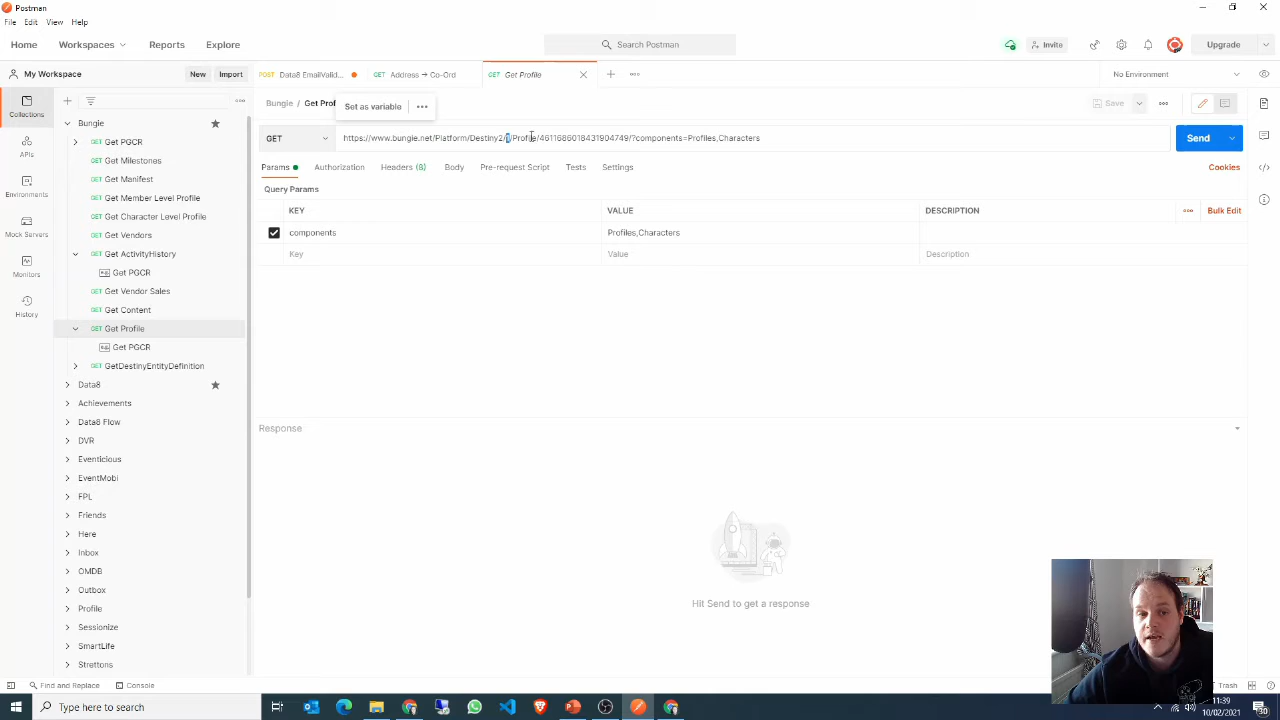 Postman
File Edit View Help
Home Workspaces Reports Explore
Search Postman
Invite
Upgrade
My Workspace
New Import
POST Data8 EmailValid...
GET Address → Co-Ord
GET Get Profile
No Environment
Bungie / Get Prof
Set as variable
Save
GET
https://www.bungie.net/Platform/Destiny2/1/Profile/4611686018431904749/?components=Profiles,Characters
Send
Params Authorization Headers (8) Body Pre-request Script Tests Settings
Cookies
Query Params
KEY VALUE DESCRIPTION
Bulk Edit
components Profiles,Characters
Key Value Description
Response
Hit Send to get a response
Collections
APIs
Environments
Mock Servers
Monitors
History
Bungie
GET Get PGCR
GET Get Milestones
GET Get Manifest
GET Get Member Level Profile
GET Get Character Level Profile
GET Get Vendors
GET Get ActivityHistory
Get PGCR
GET Get Vendor Sales
GET Get Content
GET Get Profile
Get PGCR
GET GetDestinyEntityDefinition
Data8
Achievements
Data8 Flow
DVR
Eventicious
EventMobi
FPL
Friends
Here
Inbox
OMDB
Outbox
Profile
Sessionize
SmartLife
Strettons
Find and Replace Console
Trash
Type here to search
11:39
10/02/2021